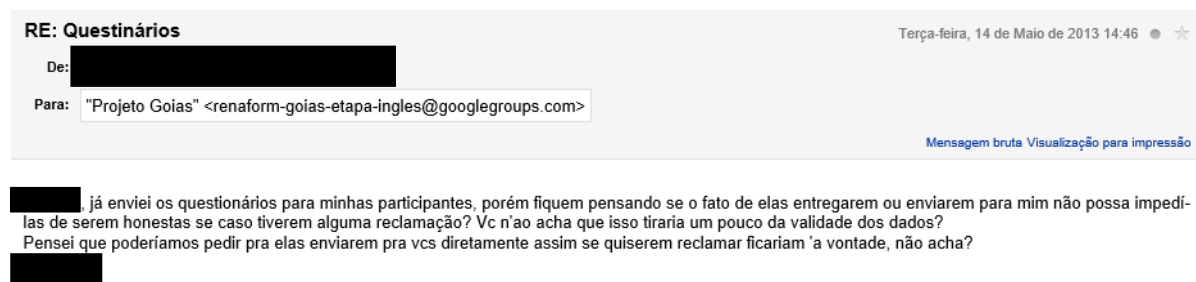 RE: Questinários
Terça-feira, 14 de Maio de 2013 14:46
De:
Para: "Projeto Goias" <renaform-goias-etapa-ingles@googlegroups.com>
Mensagem bruta Visualização para impressão
, já enviei os questionários para minhas participantes, porém fiquem pensando se o fato de elas entregarem ou enviarem para mim não possa impedí-
las de serem honestas se caso tiverem alguma reclamação? Vc n'ao acha que isso tiraria um pouco da validade dos dados?
Pensei que poderíamos pedir pra elas enviarem pra vcs diretamente assim se quiserem reclamar ficariam 'a vontade, não acha?